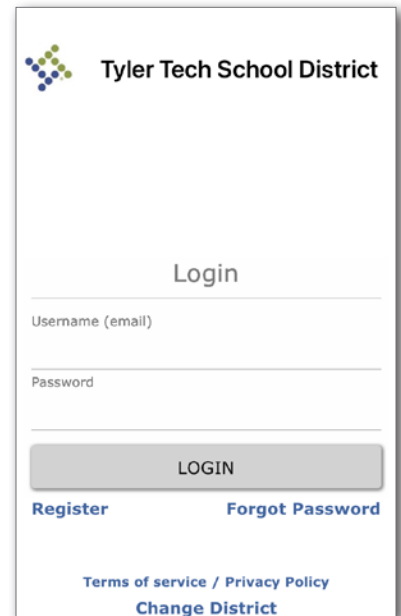 Tyler Tech School District
Login
Username (email)
Password
LOGIN
Register Forgot Password
Terms of service / Privacy Policy
Change District